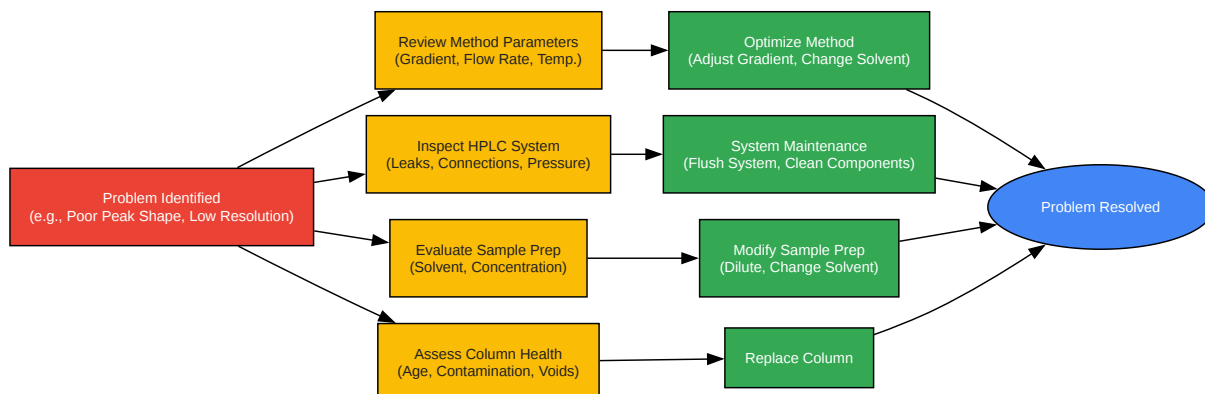 Review Method Parameters
(Gradient, Flow Rate, Temp.)
Optimize Method
(Adjust Gradient, Change Solvent)
Inspect HPLC System
(Leaks, Connections, Pressure)
System Maintenance
(Flush System, Clean Components)
Problem Identified
(e.g., Poor Peak Shape, Low Resolution)
Problem Resolved
Evaluate Sample Prep
(Solvent, Concentration)
Modify Sample Prep
(Dilute, Change Solvent)
Assess Column Health
(Age, Contamination, Voids)
Replace Column